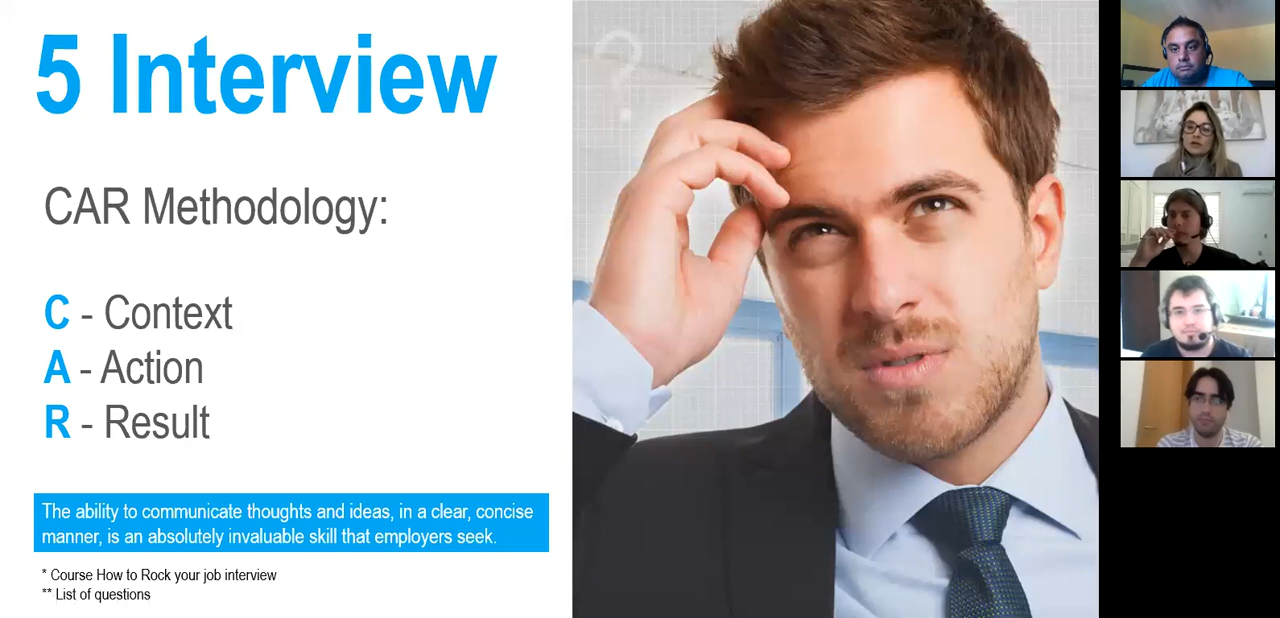 5 Interview
CAR Methodology:
C - Context
A - Action
R - Result
The ability to communicate thoughts and ideas, in a clear, concise
manner, is an absolutely invaluable skill that employers seek.
* Course How to Rock your job interview
** List of questions